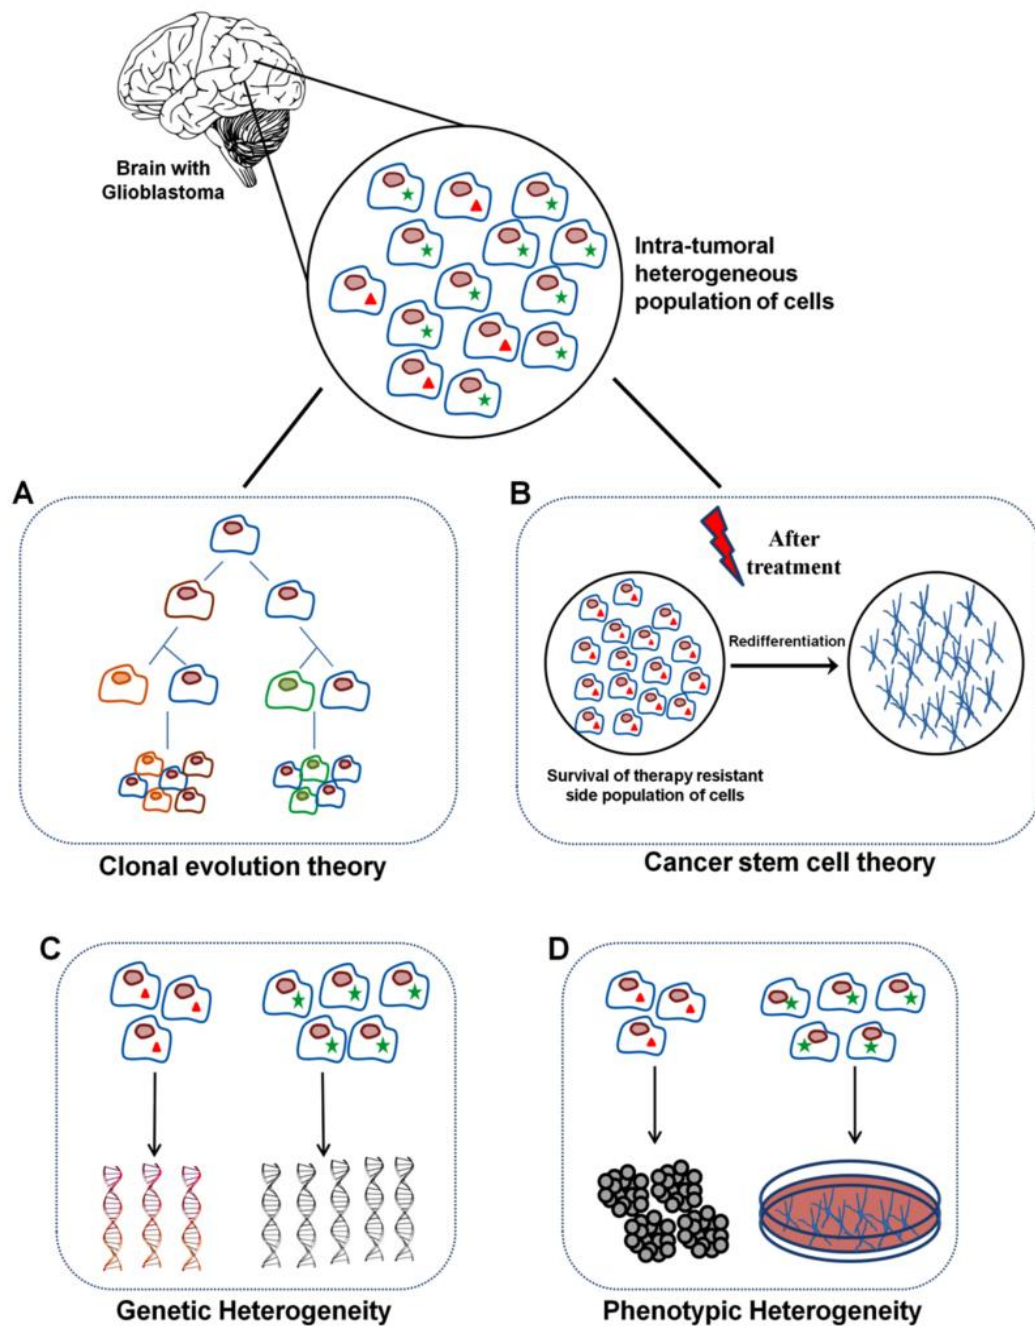 Brain with
Glioblastoma
Intra-tumoral
heterogeneous
population of cells
A
B
After
treatment
Redifferentiation
Survival of therapy resistant
side population of cells
Clonal evolution theory
Cancer stem cell theory
C
D
Genetic Heterogeneity
Phenotypic Heterogeneity